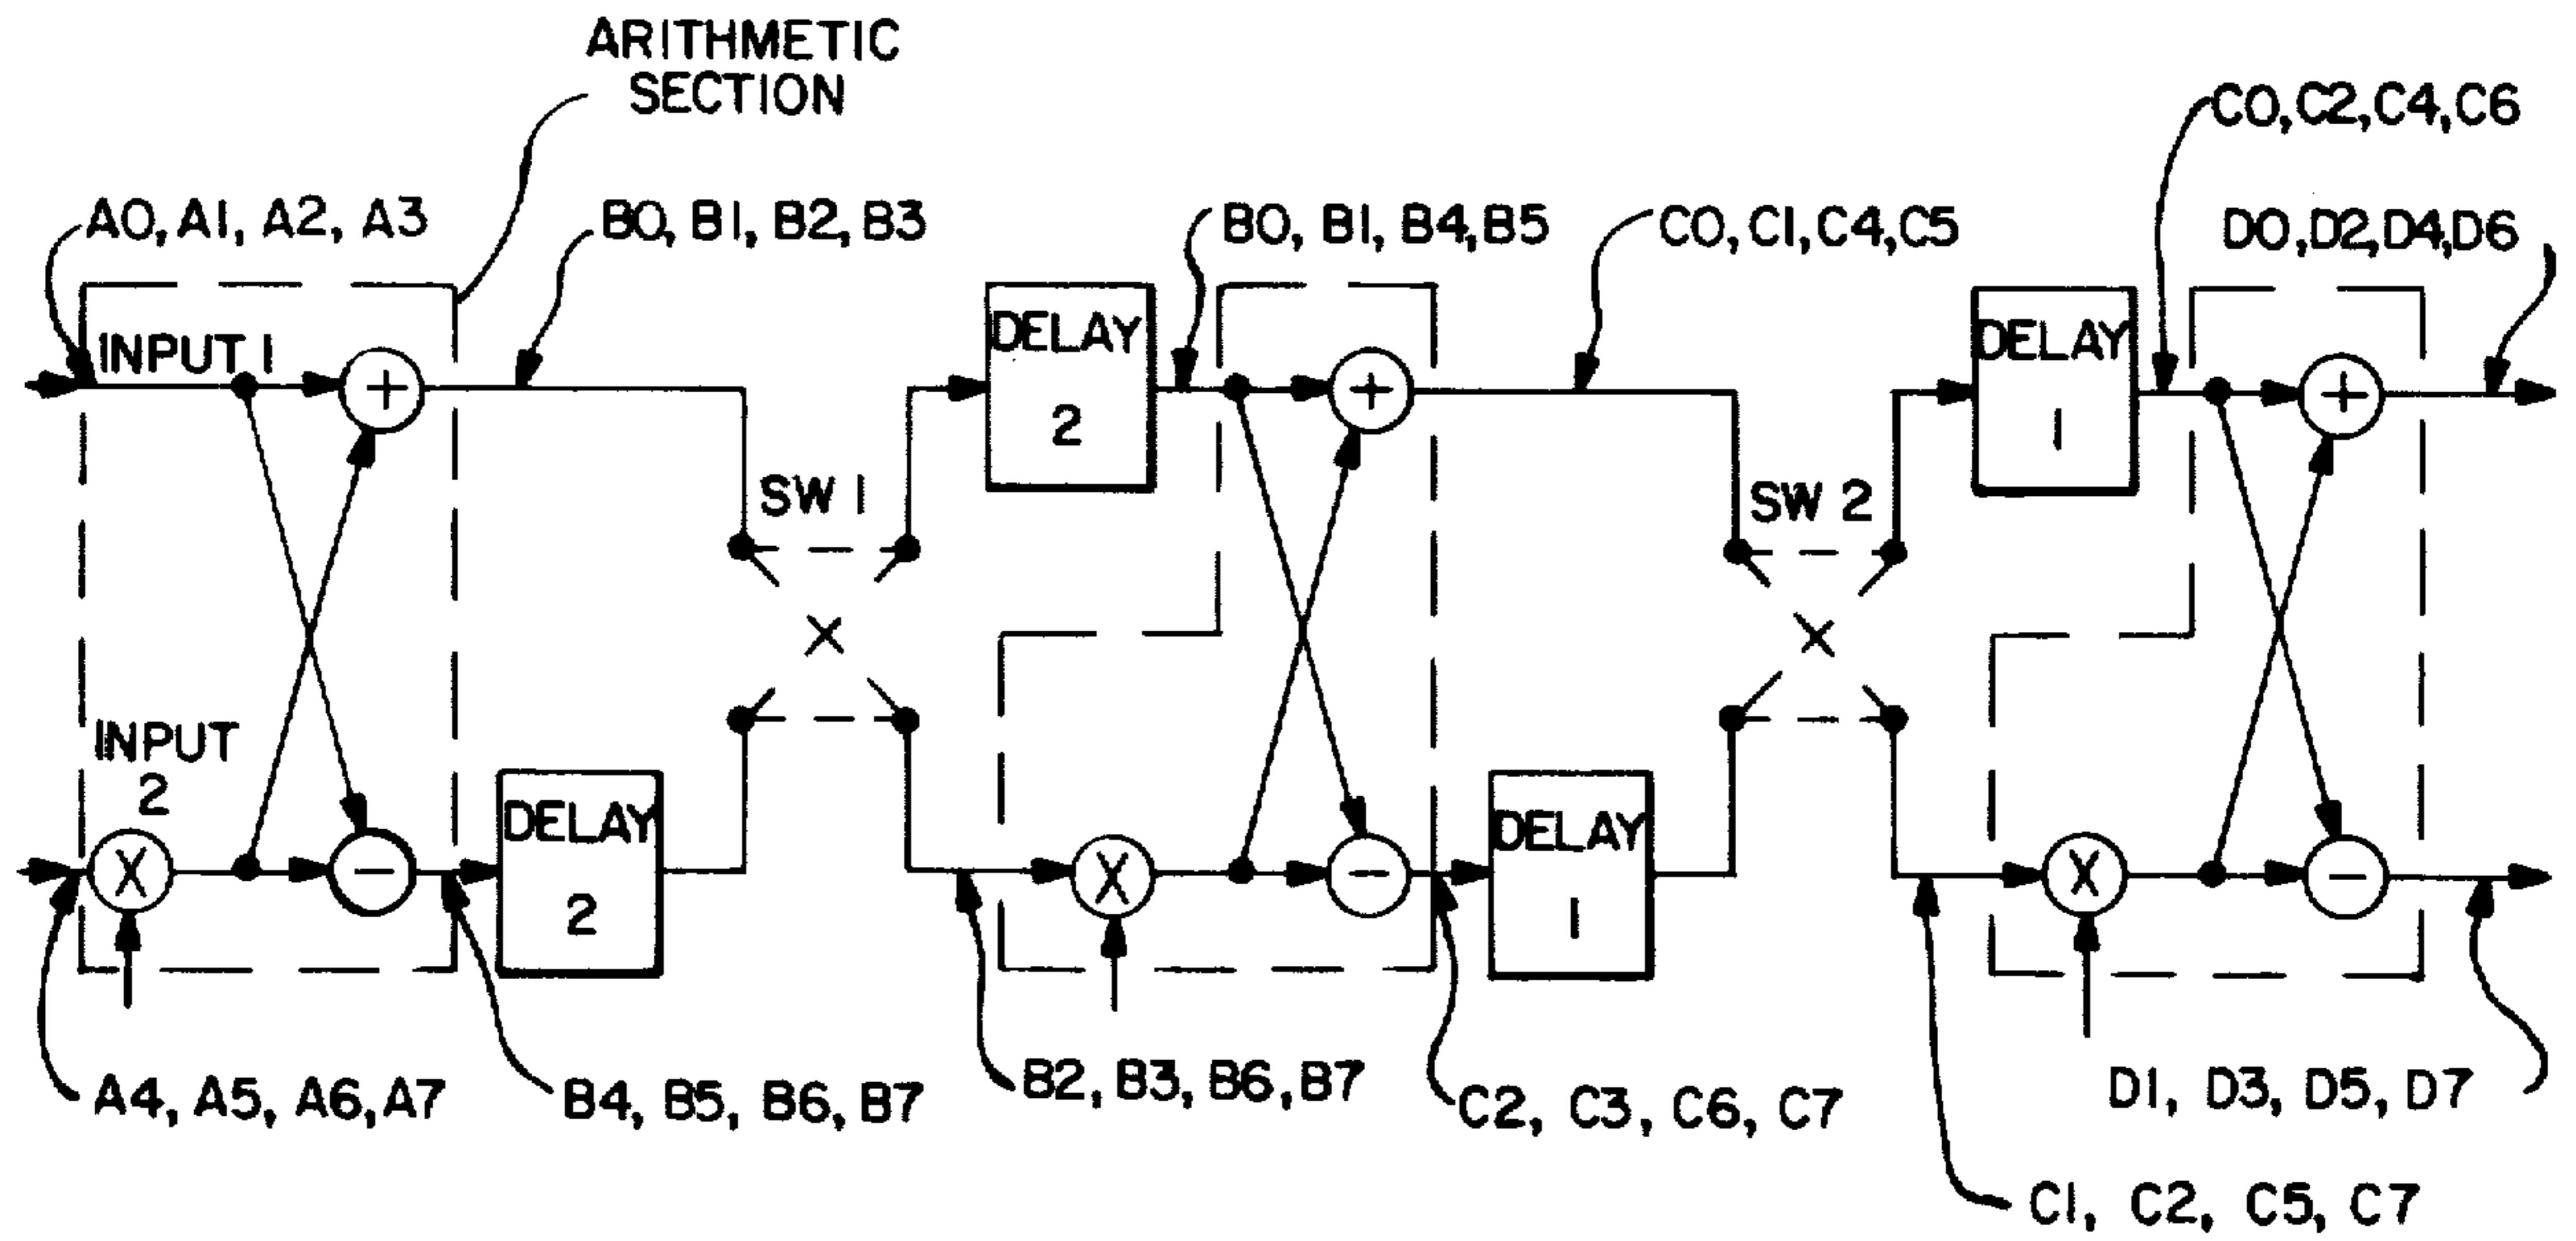 ARITHMETIC
SECTION
C0, C2, C4, C6
A0, A1, A2, A3
B0, B1, B2, B3
B0, B1, B4, B5
C0, C1, C4, C5
D0, D2, D4, D6
INPUT 1
+
DELAY
2
+
DELAY
1
+
SW 1
SW 2
INPUT
2
X
−
DELAY
2
X
−
DELAY
1
X
−
A4, A5, A6, A7
B4, B5, B6, B7
B2, B3, B6, B7
C2, C3, C6, C7
D1, D3, D5, D7
C1, C2, C5, C7